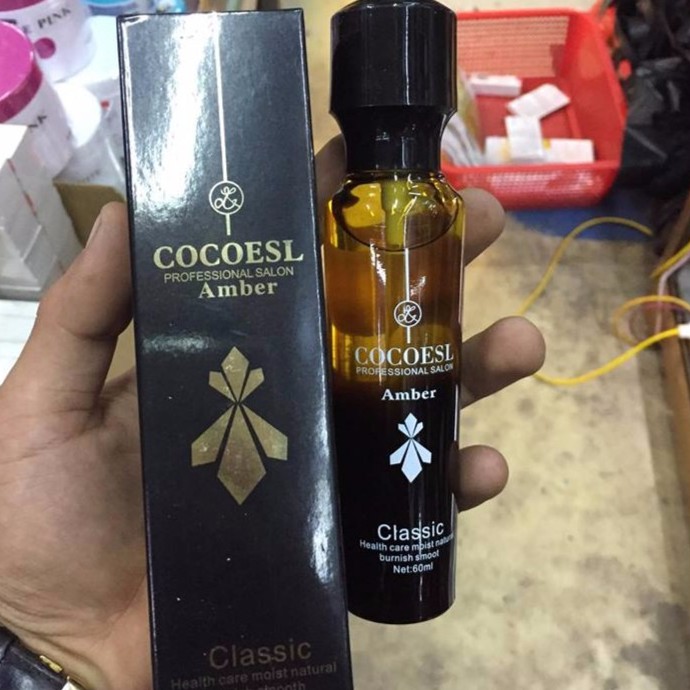 COCOESL
PROFESSIONAL SALON
Amber
Classic
Health care moist natural
smooth
COCOESL
PROFESSIONAL SALON
Amber
Classic
Health care moist natural
burnish smoot
Net:60ml
PINK